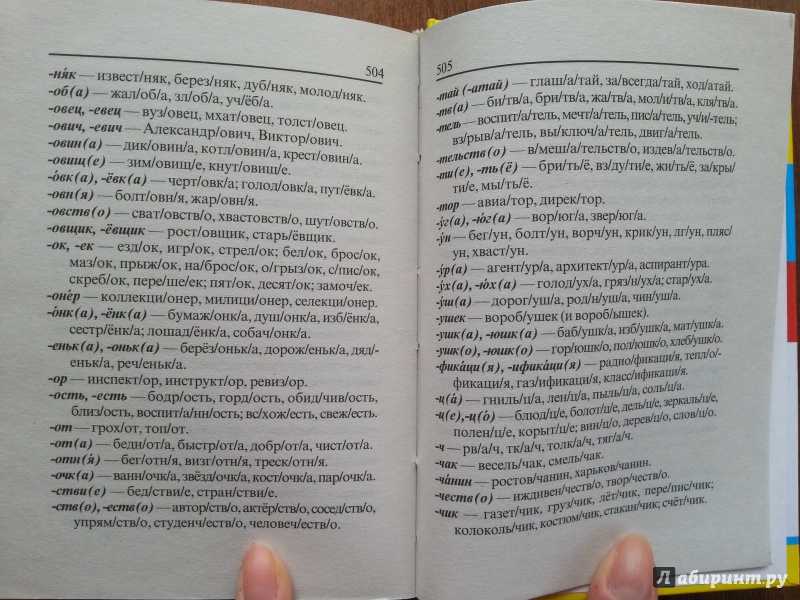 504
-ня́к — извест/няк, берез/няк, дуб/няк, молод/няк.
-об(а) — жал/об/а, зл/об/а, уч/ёб/а.
-овец, -евец — вуз/овец, мхат/овец, толст/овец.
-ович, -евич — Александр/ович, Виктор/ович.
-овин(а) — дик/овин/а, котл/овин/а, крест/овин/а.
-овищ(е) — зим/овищ/е, кнут/овищ/е.
-о́вк(а), -ёвк(а) — черт/овк/а; голод/овк/а, пут/ёвк/а.
-овн(я) — болт/овн/я, жар/овн/я.
-овств(о) — сват/овств/о, хвастовств/о, шут/овств/о.
-овщик, -ёвщик — рост/овщик, старь/ёвщик.
-ок, -ек — езд/ок, игр/ок, стрел/ок; бел/ок, брос/ок,
маз/ок, прыж/ок, на/брос/ок, о/грыз/ок, с/пис/ок,
скреб/ок, пере/ше/ек; пят/ок, десят/ок; замоч/ек.
-оне́р — коллекци/онер, милици/онер, селекци/онер.
-о́нк(а), -ёнк(а) — бумаж/онк/а, душ/онк/а, изб/ёнк/а,
сестр/ёнк/а; лошад/ёнк/а, собач/онк/а.
-еньк(а), -оньк(а) — берёз/оньк/а, дорож/еньк/а, дяд/-
еньк/а, реч/еньк/а.
-ор — инспект/ор, инструкт/ор, ревиз/ор.
-ость, -есть — бодр/ость, горд/ость, обид/чив/ость,
близ/ость, воспит/а/нн/ость; вс/хож/есть, свеж/есть.
-от — грох/от, топ/от.
-от(а) — бедн/от/а, быстр/от/а, добр/от/а, чист/от/а.
-отн(я́) — бег/отн/я, визг/отн/я, треск/отн/я.
-очк(а) — ванн/очк/а, звёзд/очк/а, кост/очк/а, пар/очк/а.
-стви(е) — бед/стви/е, стран/стви/е.
-ств(о), -еств(о) — автор/ств/о, актёр/ств/о, сосед/ств/о,
упрям/ств/о, студенч/еств/о, человеч/еств/о.
505
-тай (-атай) — глаш/а/тай, за/всегда/тай, ход/атай.
-тв(а) — би/тв/а, бри/тв/а, жа/тв/а, мол/и/тв/а, кля/тв/а.
-тель — воспит/а/тель, мечт/а/тель, пис/а/тель, уч/и/-тель;
вз/рыв/а/тель, вы/ключ/а/тель, двиг/а/тель.
-тельств(о) — в/меш/а/тельств/о, издев/а/тельств/о.
-ти(е), -ть(ё) — бри/ть/ё, вз/ду/ти/е, жи/ть/ё, за/кры/
ти/е, мы/ть/ё.
-тор — авиа/тор, дирек/тор.
-у́г(а), -ю́г(а) — вор/юг/а, звер/юг/а.
-у́н — бег/ун, болт/ун, ворч/ун, крик/ун, лг/ун, пляс/
ун, хваст/ун.
-у́р(а) — агент/ур/а, архитект/ур/а, аспирант/ура.
-у́х(а), -ю́х(а) — голод/ух/а, гряз/н/ух/а; стар/ух/а.
-у́ш(а) — дорог/уш/а, род/н/уш/а, чин/уш/а.
-ушек — воробушек (и вороб/ышек).
-ушк(а), -юшк(а) — баб/ушк/а, изб/ушк/а, мат/ушк/а.
-ушк(о), -юшк(о) — гор/юшк/о, пол/юшк/о, хлеб/ушк/о.
-фика́ци(я), -ифика́ци(я) — радио/фикаци/я, тепл/о/-
фикаци/я, газ/ификаци/я, класс/ификаци/я.
-ц(а́) — гниль/ц/а, лен/ц/а, пыль/ц/а, соль/ц/а.
-ц(е),-ц(о́) — блюд/ц/е, болот/ц/е, дель/ц/е, зеркаль/ц/е,
полен/ц/е, корыт/ц/е; вин/ц/о, дерев/ц/о, слов/ц/о.
-ч — рв/а/ч, тк/а/ч, толк/а/ч, тяг/а/ч.
-чак — весель/чак, смель/чак.
-ча́нин — ростов/чанин, харьков/чанин.
-честв(о) — иждивен/честв/о, твор/честв/о.
-чик — газет/чик, груз/чик, лёт/чик, пере/пис/чик;
колоколь/чик, костюм/чик, стакан/чик; счёт/чик.
Лабиринт.ру